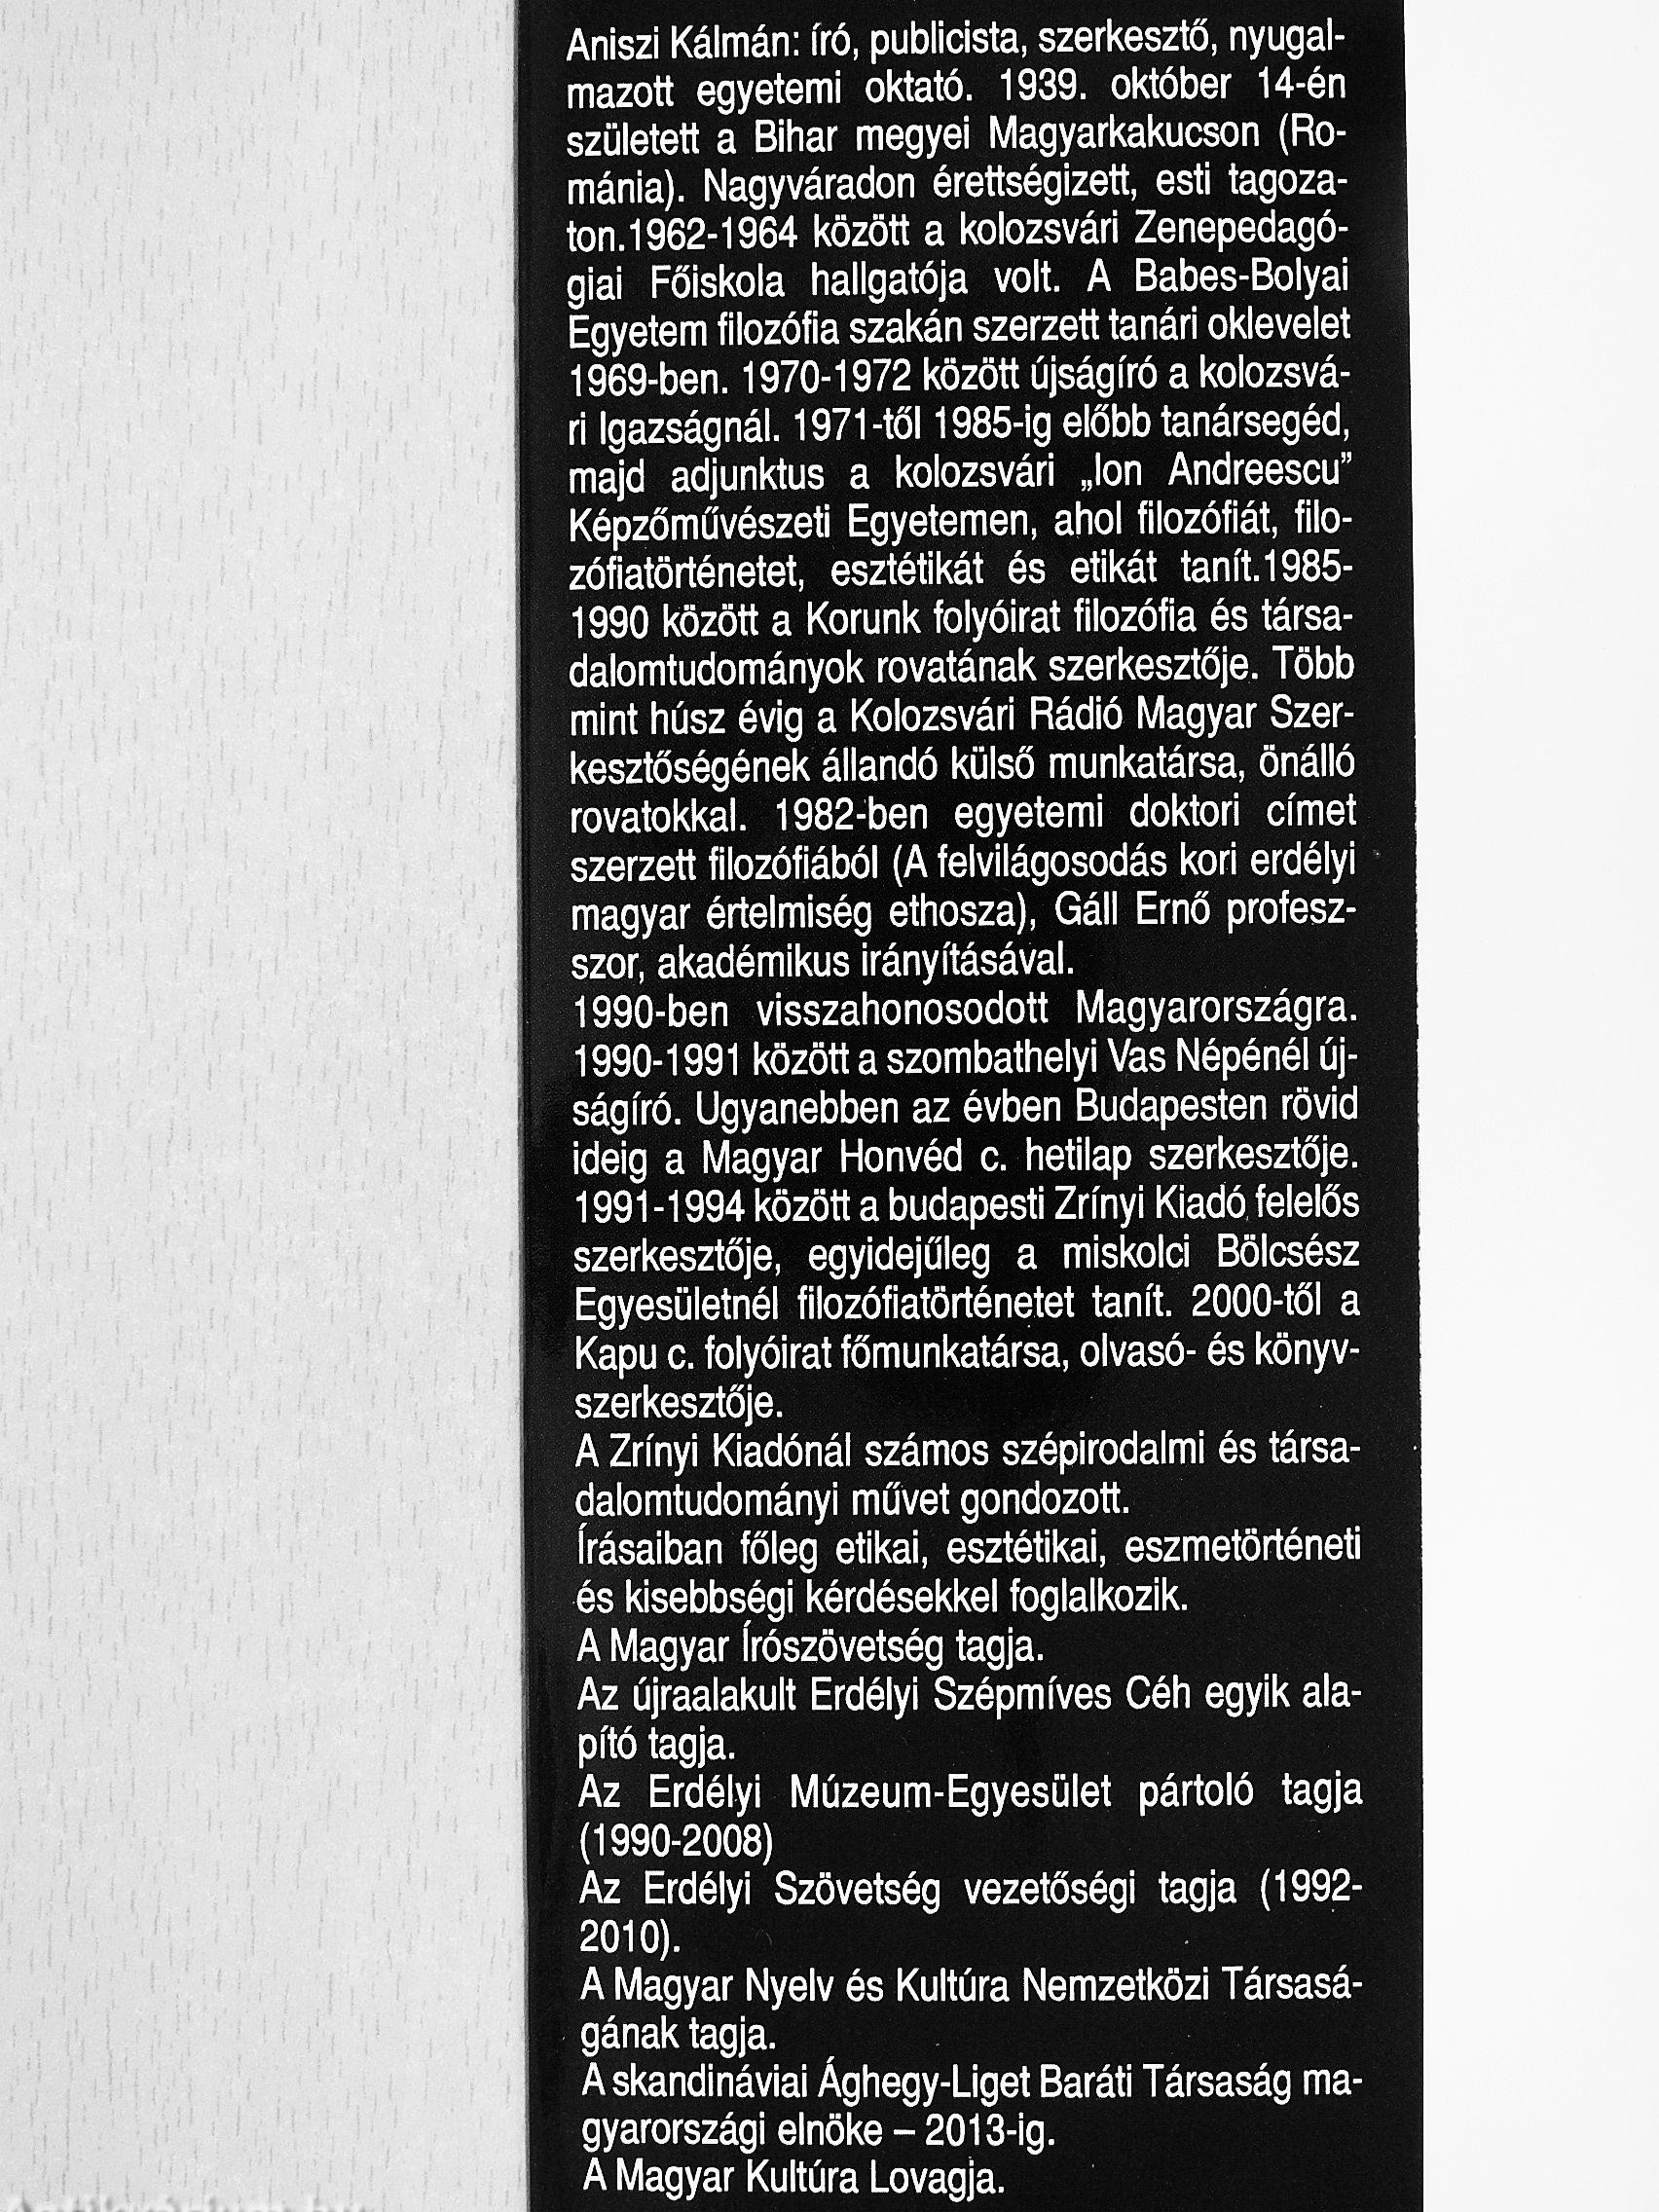 Aniszi Kálmán: író, publicista, szerkesztő, nyugal-
mazott egyetemi oktató. 1939. október 14-én
született a Bihar megyei Magyarkakucson (Ro-
mánia). Nagyváradon érettségizett, esti tagoza-
ton.1962-1964 között a kolozsvári Zenepedagó-
giai Főiskola hallgatója volt. A Babes-Bolyai
Egyetem filozófia szakán szerzett tanári oklevelet
1969-ben. 1970-1972 között újságíró a kolozsvá-
ri Igazságnál. 1971-től 1985-ig előbb tanársegéd,
majd adjunktus a kolozsvári „Ion Andreescu”
Képzőművészeti Egyetemen, ahol filozófiát, filo-
zófiatörténetet, esztétikát és etikát tanít.1985-
1990 között a Korunk folyóirat filozófia és társa-
dalomtudományok rovatának szerkesztője. Több
mint húsz évig a Kolozsvári Rádió Magyar Szer-
kesztőségének állandó külső munkatársa, önálló
rovatokkal. 1982-ben egyetemi doktori címet
szerzett filozófiából (A felvilágosodás kori erdélyi
magyar értelmiség ethosza), Gáll Ernő profesz-
szor, akadémikus irányításával.
1990-ben visszahonosodott Magyarországra.
1990-1991 között a szombathelyi Vas Népénél új-
ságíró. Ugyanebben az évben Budapesten rövid
ideig a Magyar Honvéd c. hetilap szerkesztője.
1991-1994 között a budapesti Zrínyi Kiadó felelős
szerkesztője, egyidejűleg a miskolci Bölcsész
Egyesületnél filozófiatörténetet tanít. 2000-től a
Kapu c. folyóirat főmunkatársa, olvasó- és könyv-
szerkesztője.
A Zrínyi Kiadónál számos szépirodalmi és társa-
dalomtudományi művet gondozott.
Írásaiban főleg etikai, esztétikai, eszmetörténeti
és kisebbségi kérdésekkel foglalkozik.
A Magyar Írószövetség tagja.
Az újraalakult Erdélyi Szépmíves Céh egyik ala-
pító tagja.
Az Erdélyi Múzeum-Egyesület pártoló tagja
(1990-2008)
Az Erdélyi Szövetség vezetőségi tagja (1992-
2010).
A Magyar Nyelv és Kultúra Nemzetközi Társasá-
gának tagja.
A skandináviai Ághegy-Liget Baráti Társaság ma-
gyarországi elnöke – 2013-ig.
A Magyar Kultúra Lovagja.